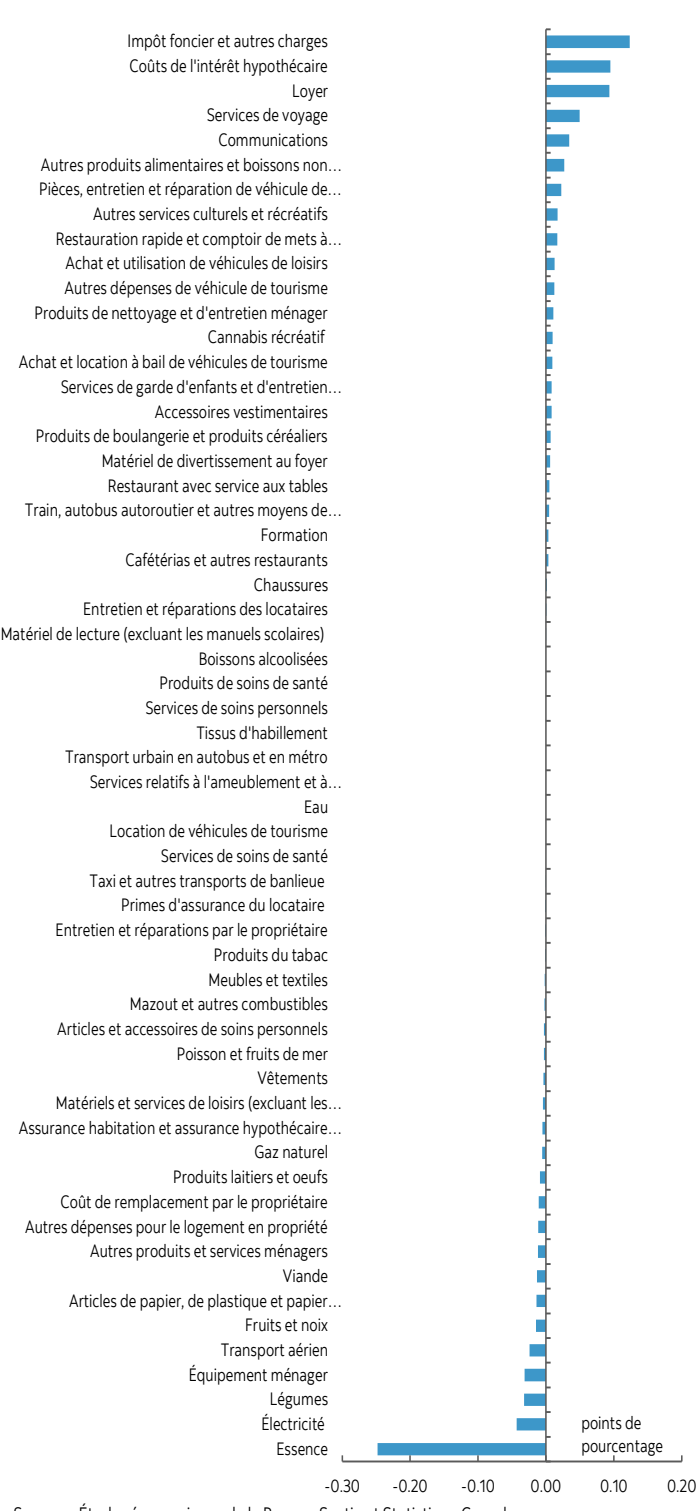 Impôt foncier et autres charges
Coûts de l'intérêt hypothécaire
Loyer
Services de voyage
Communications
Autres produits alimentaires et boissons non…
Pièces, entretien et réparation de véhicule de…
Autres services culturels et récréatifs
Restauration rapide et comptoir de mets à…
Achat et utilisation de véhicules de loisirs
Autres dépenses de véhicule de tourisme
Produits de nettoyage et d'entretien ménager
Cannabis récréatif
Achat et location à bail de véhicules de tourisme
Services de garde d'enfants et d'entretien…
Accessoires vestimentaires
Produits de boulangerie et produits céréaliers
Matériel de divertissement au foyer
Restaurant avec service aux tables
Train, autobus autoroutier et autres moyens de…
Formation
Cafétérias et autres restaurants
Chaussures
Entretien et réparations des locataires
Matériel de lecture (excluant les manuels scolaires)
Boissons alcoolisées
Produits de soins de santé
Services de soins personnels
Tissus d'habillement
Transport urbain en autobus et en métro
Services relatifs à l'ameublement et à…
Eau
Location de véhicules de tourisme
Services de soins de santé
Taxi et autres transports de banlieue
Primes d'assurance du locataire
Entretien et réparations par le propriétaire
Produits du tabac
Meubles et textiles
Mazout et autres combustibles
Articles et accessoires de soins personnels
Poisson et fruits de mer
Vêtements
Matériels et services de loisirs (excluant les…
Assurance habitation et assurance hypothécaire…
Gaz naturel
Produits laitiers et oeufs
Coût de remplacement par le propriétaire
Autres dépenses pour le logement en propriété
Autres produits et services ménagers
Viande
Articles de papier, de plastique et papier…
Fruits et noix
Transport aérien
Équipement ménager
Légumes
Électricité
Essence
points de
pourcentage
-0.30 -0.20 -0.10 0.00 0.10 0.20